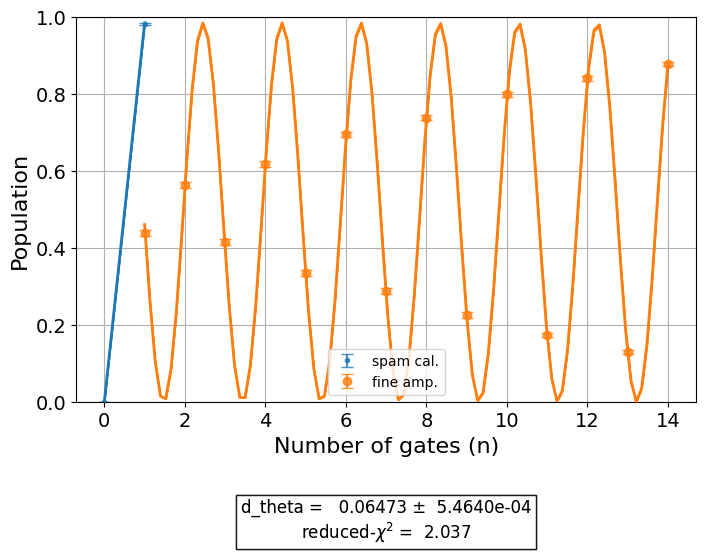 1.0
0.8
0.6
0.4
0.2
0.0
Population
spam cal.
fine amp.
0 2 4 6 8 10 12 14
Number of gates (n)
d_theta = 0.06473 ± 5.4640e-04
reduced-χ² = 2.037